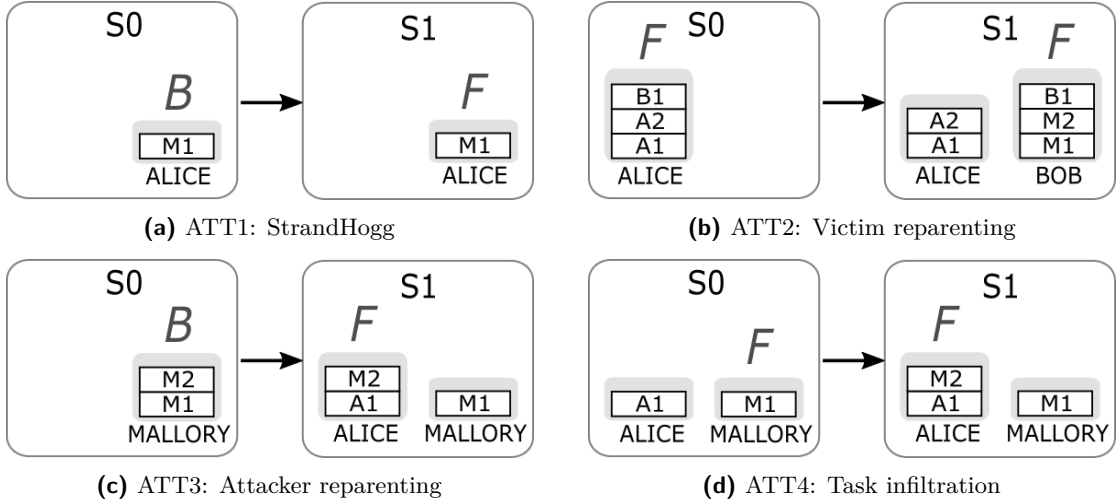 S0
B
M1
ALICE
S1
F
M1
ALICE
(a) ATT1: StrandHogg
S0
F
B1
A2
A1
ALICE
S1
A2
A1
ALICE
F
B1
M2
M1
BOB
(b) ATT2: Victim reparenting
S0
B
M2
M1
MALLORY
S1
F
M2
A1
ALICE
M1
MALLORY
(c) ATT3: Attacker reparenting
S0
A1
ALICE
F
M1
MALLORY
S1
F
M2
A1
ALICE
M1
MALLORY
(d) ATT4: Task infiltration